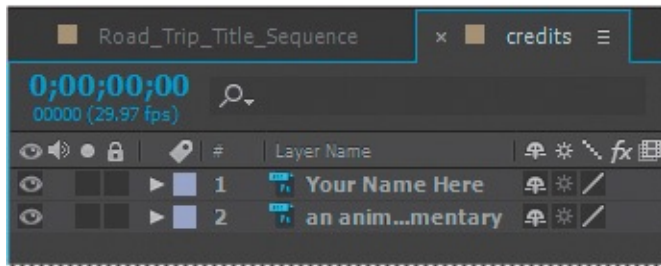 Road_Trip_Title_Sequence × credits ≡
0;00;00;00
00000 (29.97 fps)
# Layer Name fx
1 Your Name Here
2 an anim...mentary